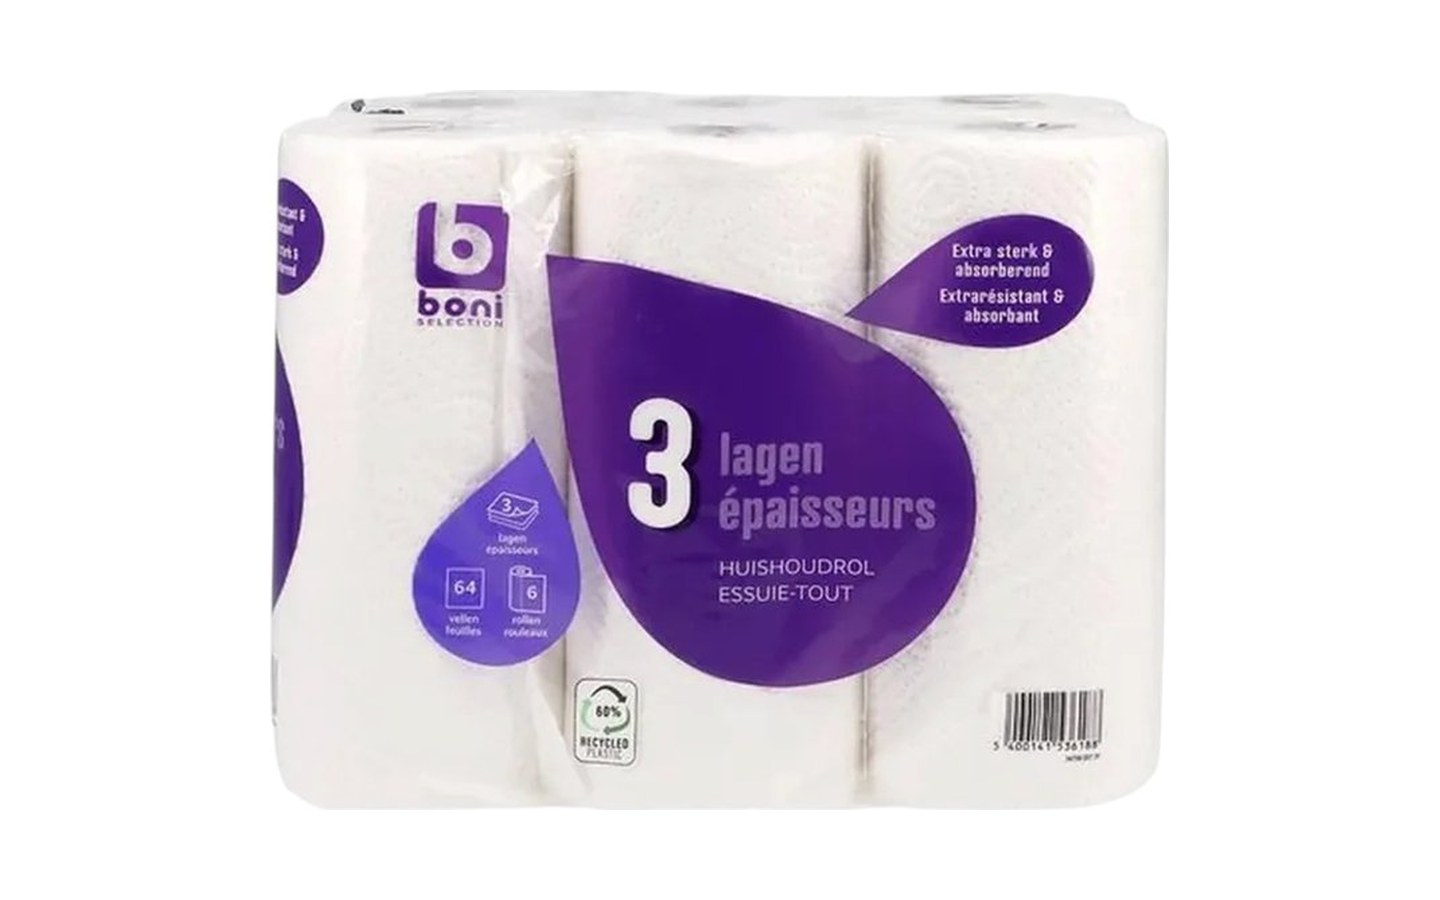 boni
SELECTION
Extra sterk &
absorberend
Extrarésistant &
absorbant
3
lagen
épaisseurs
HUISHOUDROL
ESSUIE-TOUT
3
lagen
épaisseurs
64
vellen
feuilles
6
rollen
rouleaux
60%
RECYCLED
PLASTIC
5 400141 536188